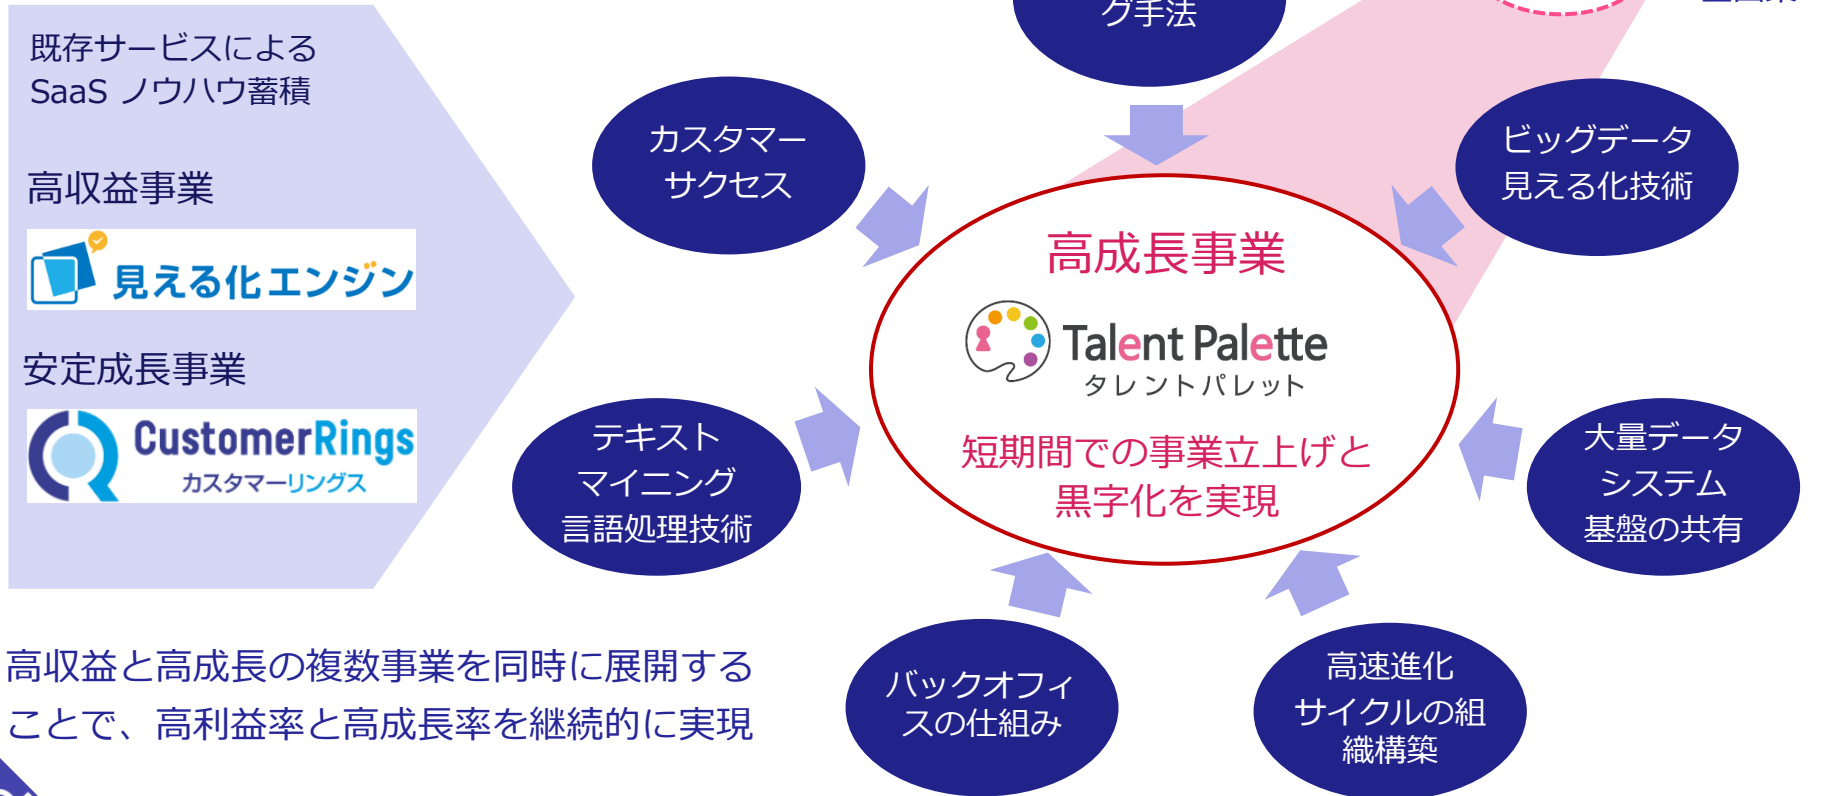 既存サービスによる
SaaS ノウハウ蓄積
高収益事業
見える化エンジン
安定成長事業
CustomerRings
カスタマーリングス
高収益と高成長の複数事業を同時に展開する
ことで、高利益率と高成長率を継続的に実現
グ手法
カスタマー
サクセス
ビッグデータ
見える化技術
高成長事業
Talent Palette
タレントパレット
短期間での事業立上げと
黒字化を実現
テキスト
マイニング
言語処理技術
大量データ
システム
基盤の共有
バックオフィ
スの仕組み
高速進化
サイクルの組
織構築